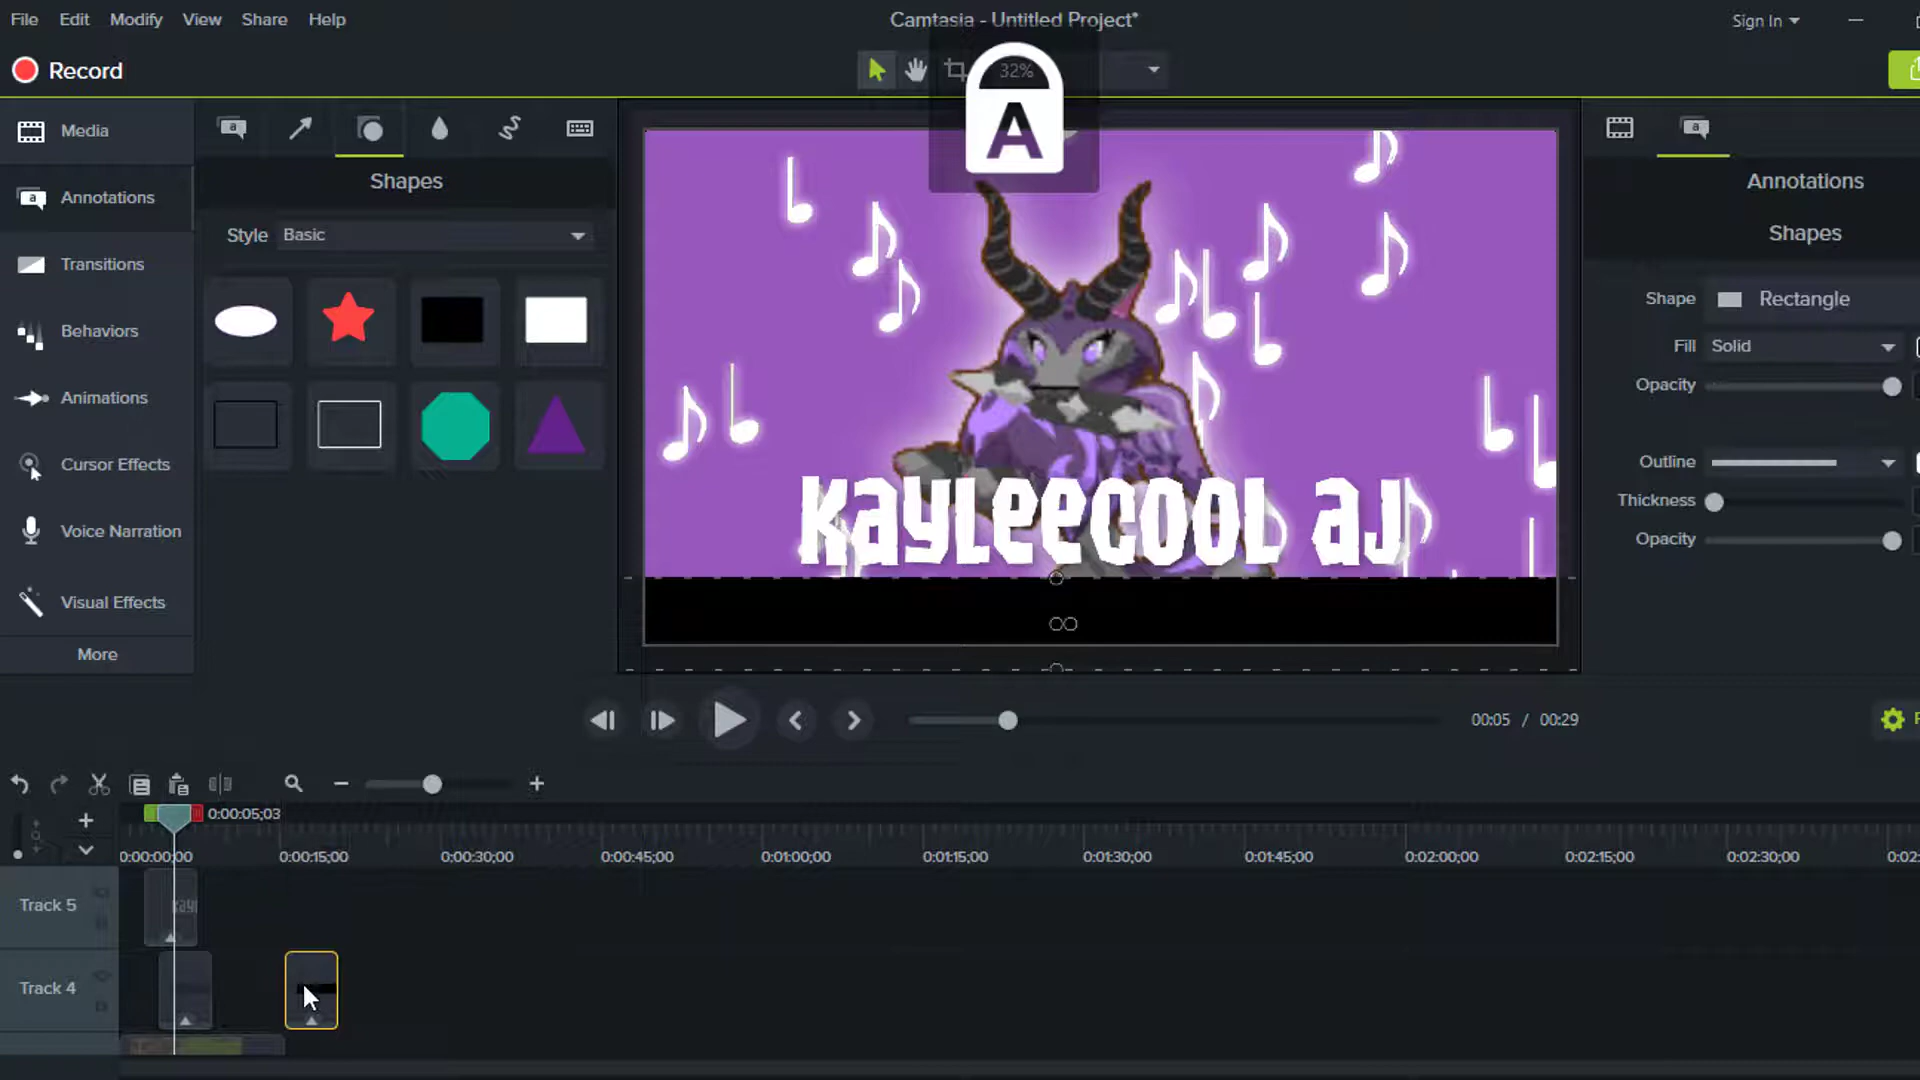 File Edit Modify View Share Help
Camtasia - Untitled Project*
Sign In
Record
32%
A
Media
Annotations
Transitions
Behaviors
Animations
Cursor Effects
Voice Narration
Visual Effects
More
Shapes
Style Basic
KAYLEECOOL AJ
Annotations
Shapes
Shape Rectangle
Fill Solid
Opacity
Outline
Thickness
Opacity
00:05 / 00:29
0:00:05;03
0:00:00;00 0:00:15;00 0:00:30;00 0:00:45;00 0:01:00;00 0:01:15;00 0:01:30;00 0:01:45;00 0:02:00;00 0:02:15;00 0:02:30;00
Track 5
Track 4